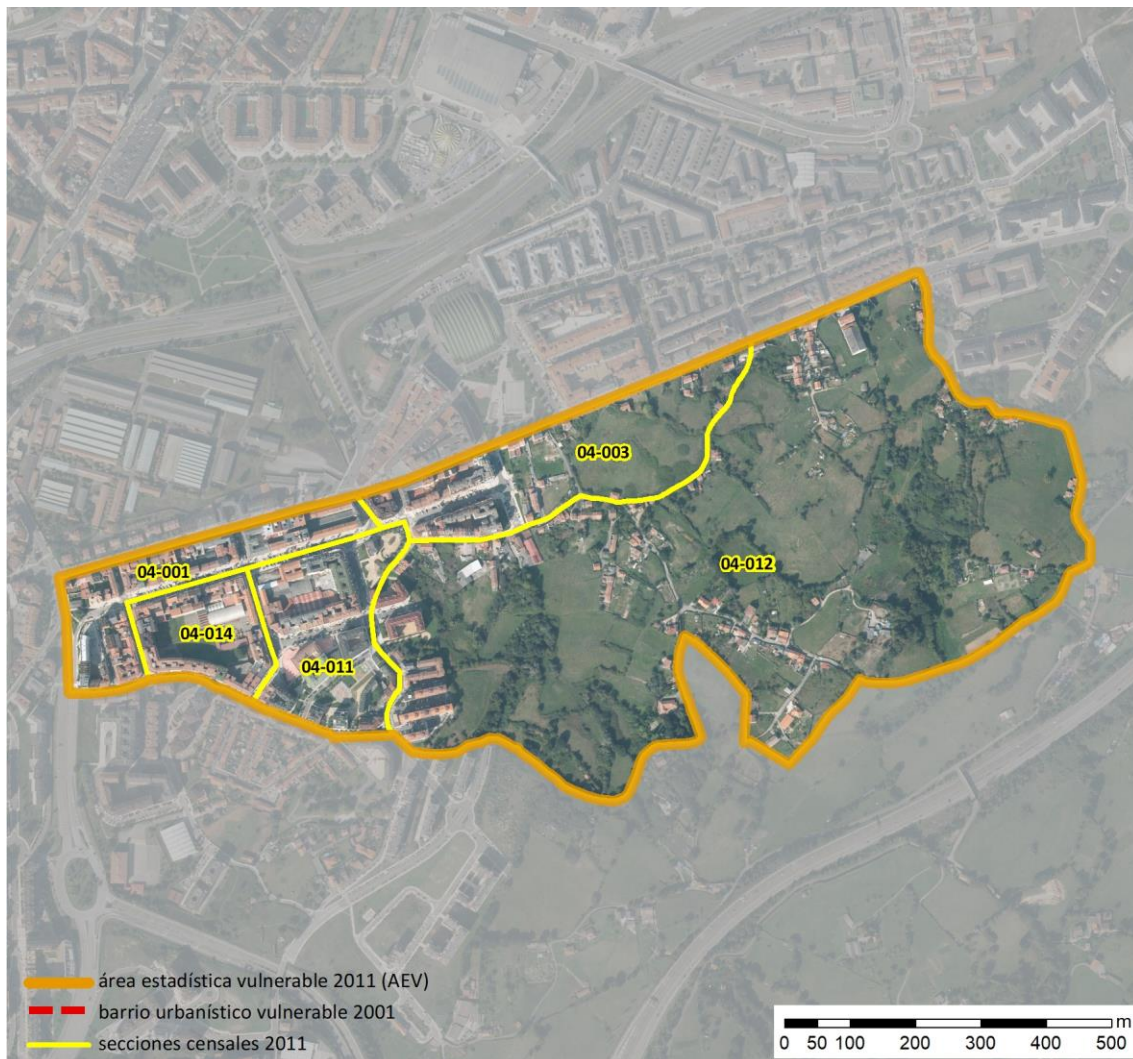 04-003
04-012
04-001
04-014
04-011
área estadística vulnerable 2011 (AEV)
barrio urbanístico vulnerable 2001
secciones censales 2011
m
0 50 100 200 300 400 500